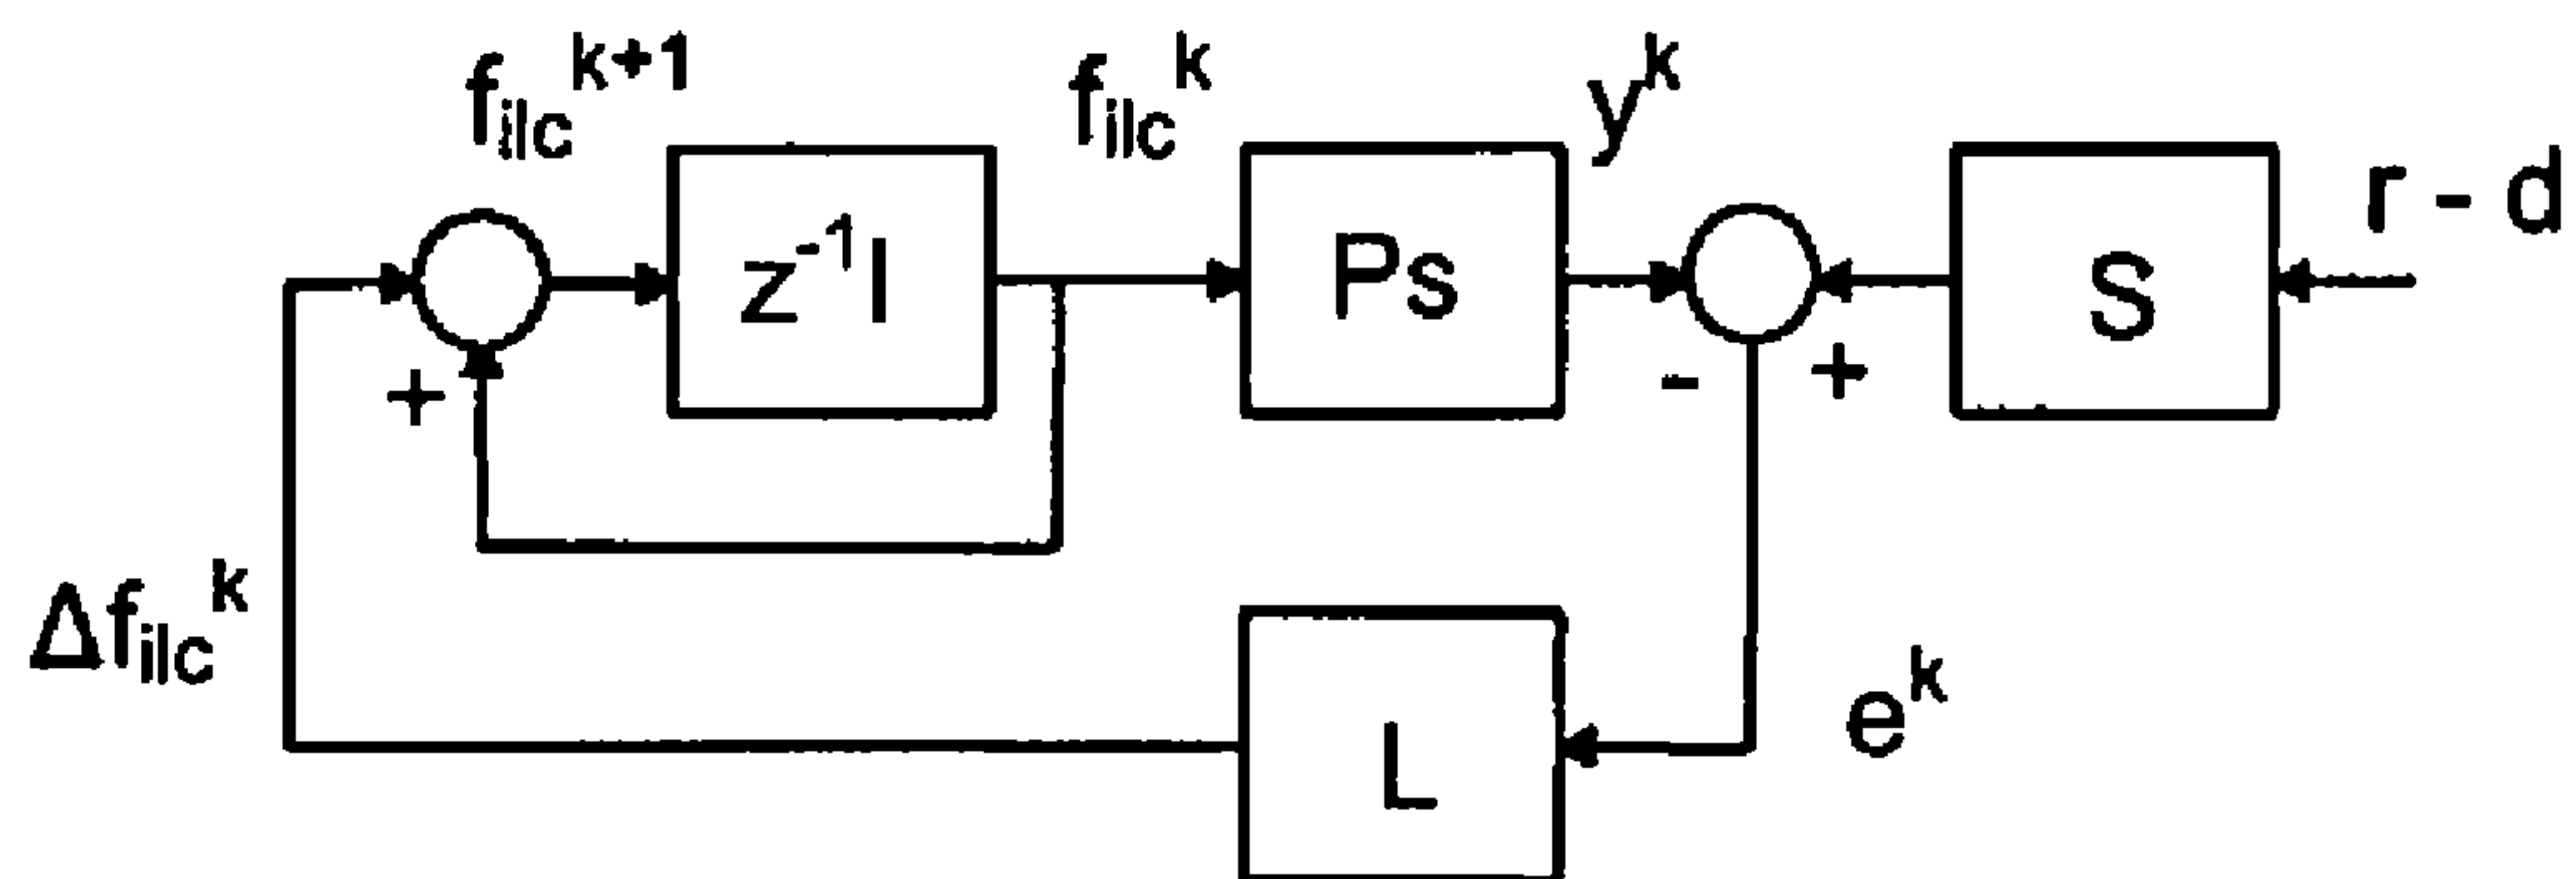 f_ilc^k+1
f_ilc^k
y^k
r - d
z^-1 I
Ps
S
+
-
+
Δf_ilc^k
e^k
L